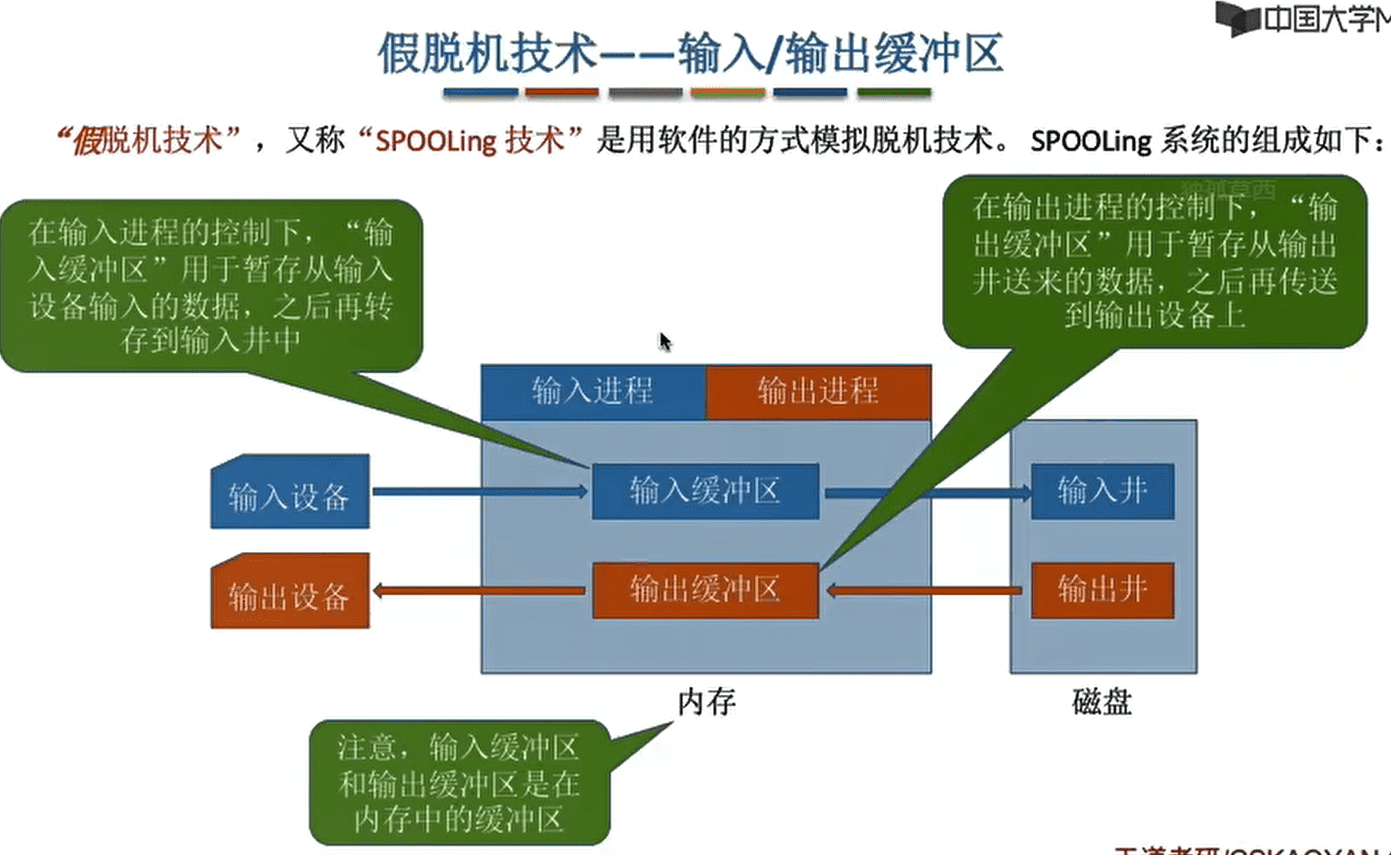 中国大学M
假脱机技术——输入/输出缓冲区
“假脱机技术”，又称“SPOOLing 技术”是用软件的方式模拟脱机技术。 SPOOLing 系统的组成如下：
在输入进程的控制下，“输
入缓冲区”用于暂存从输入
设备输入的数据，之后再转
存到输入井中
在输出进程的控制下，“输
出缓冲区”用于暂存从输出
井送来的数据，之后再传送
到输出设备上
输入进程
输出进程
输入设备
输入缓冲区
输入井
输出设备
输出缓冲区
输出井
内存
磁盘
注意，输入缓冲区
和输出缓冲区是在
内存中的缓冲区